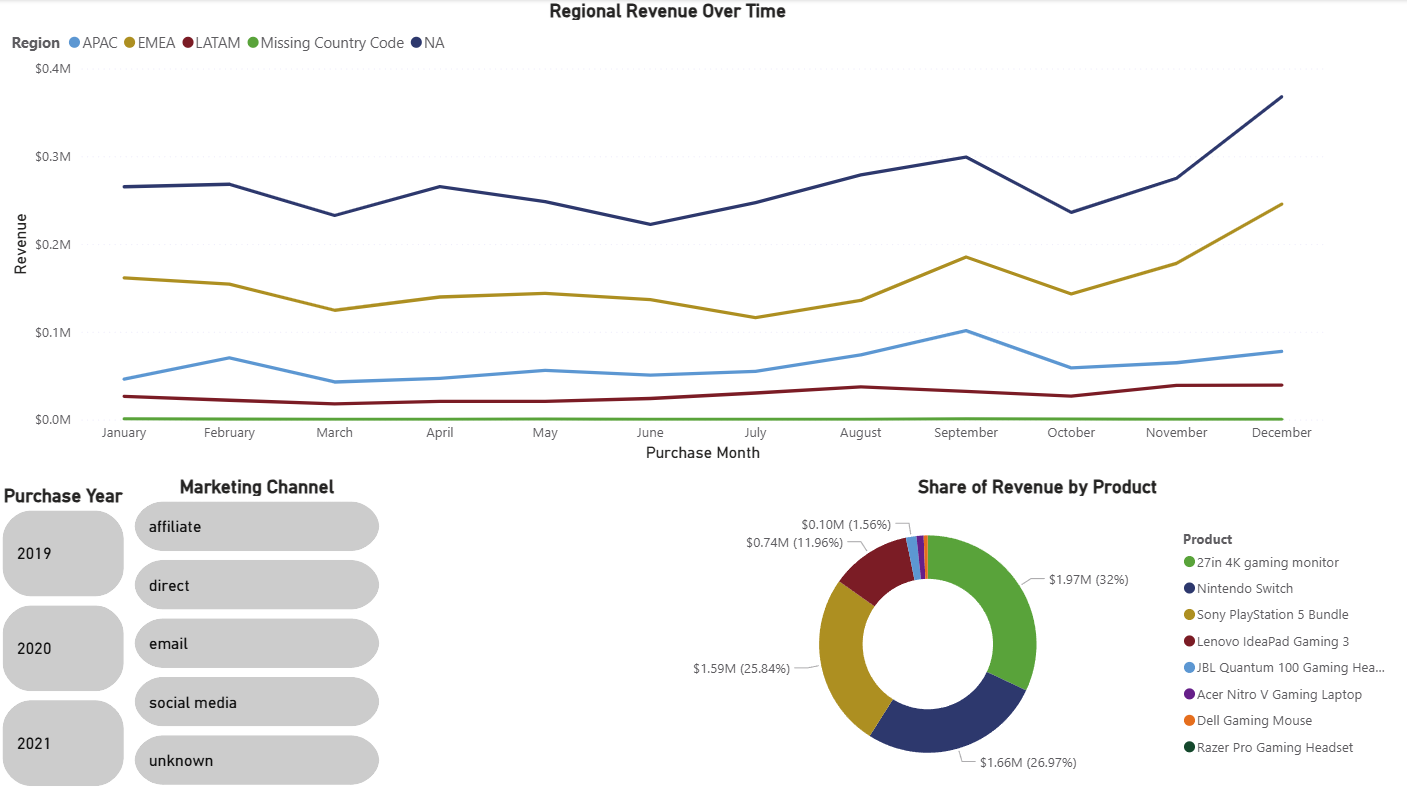 Regional Revenue Over Time
Region APAC EMEA LATAM Missing Country Code NA
$0.4M
$0.3M
$0.2M
$0.1M
$0.0M
Revenue
January February March April May June July August September October November December
Purchase Month
Purchase Year
2019
2020
2021
Marketing Channel
affiliate
direct
email
social media
unknown
Share of Revenue by Product
$0.10M (1.56%)
$0.74M (11.96%)
$1.97M (32%)
$1.59M (25.84%)
$1.66M (26.97%)
Product
27in 4K gaming monitor
Nintendo Switch
Sony PlayStation 5 Bundle
Lenovo IdeaPad Gaming 3
JBL Quantum 100 Gaming Hea...
Acer Nitro V Gaming Laptop
Dell Gaming Mouse
Razer Pro Gaming Headset